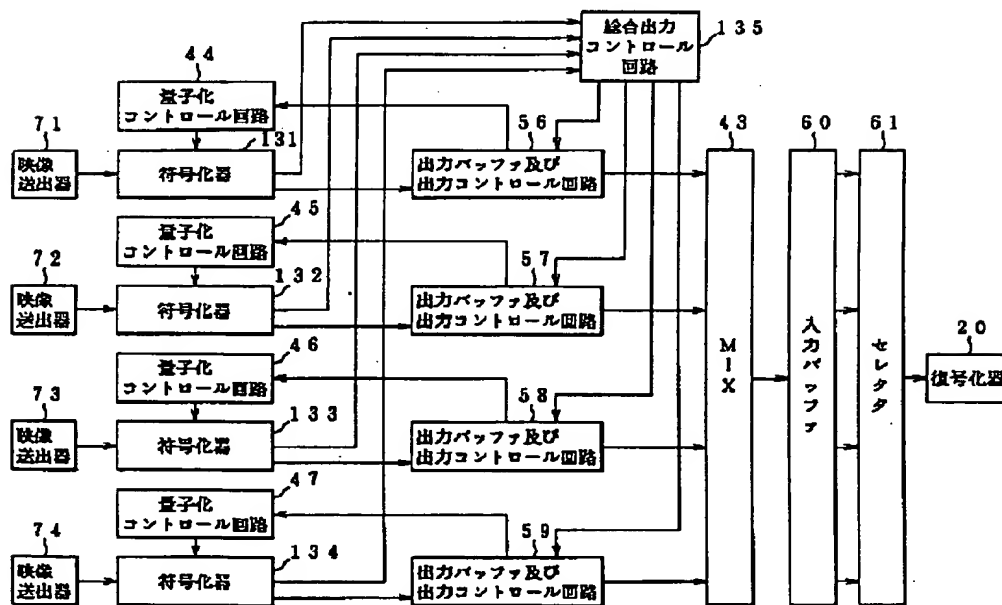 総合出力
コントロール
回路
135
44
量子化
コントロール回路
71
映像
送出器
131
符号化器
56
出力バッファ及び
出力コントロール回路
43
60
61
45
量子化
コントロール回路
72
映像
送出器
132
符号化器
57
出力バッファ及び
出力コントロール回路
MIX
入力バッファ
セレクタ
20
復号化器
46
量子化
コントロール回路
73
映像
送出器
133
符号化器
58
出力バッファ及び
出力コントロール回路
47
量子化
コントロール回路
74
映像
送出器
134
符号化器
59
出力バッファ及び
出力コントロール回路